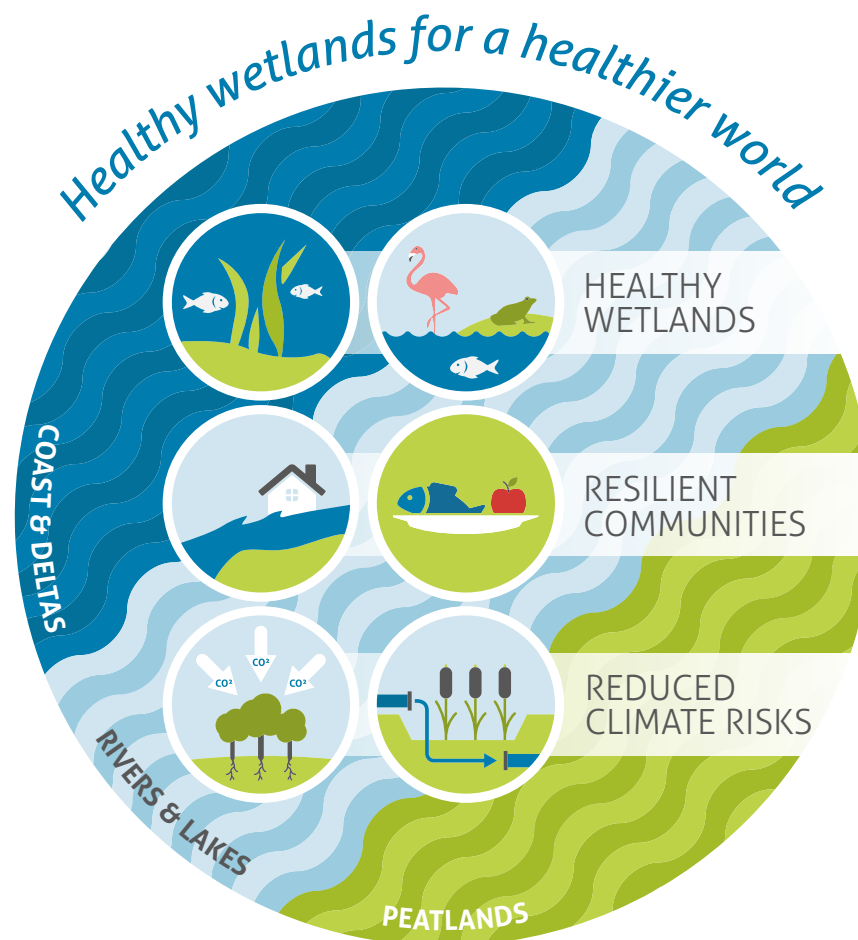 Healthy wetlands for a healthier world
HEALTHY
WETLANDS
COAST & DELTAS
RESILIENT
COMMUNITIES
CO²
CO²
CO²
REDUCED
CLIMATE RISKS
RIVERS & LAKES
PEATLANDS